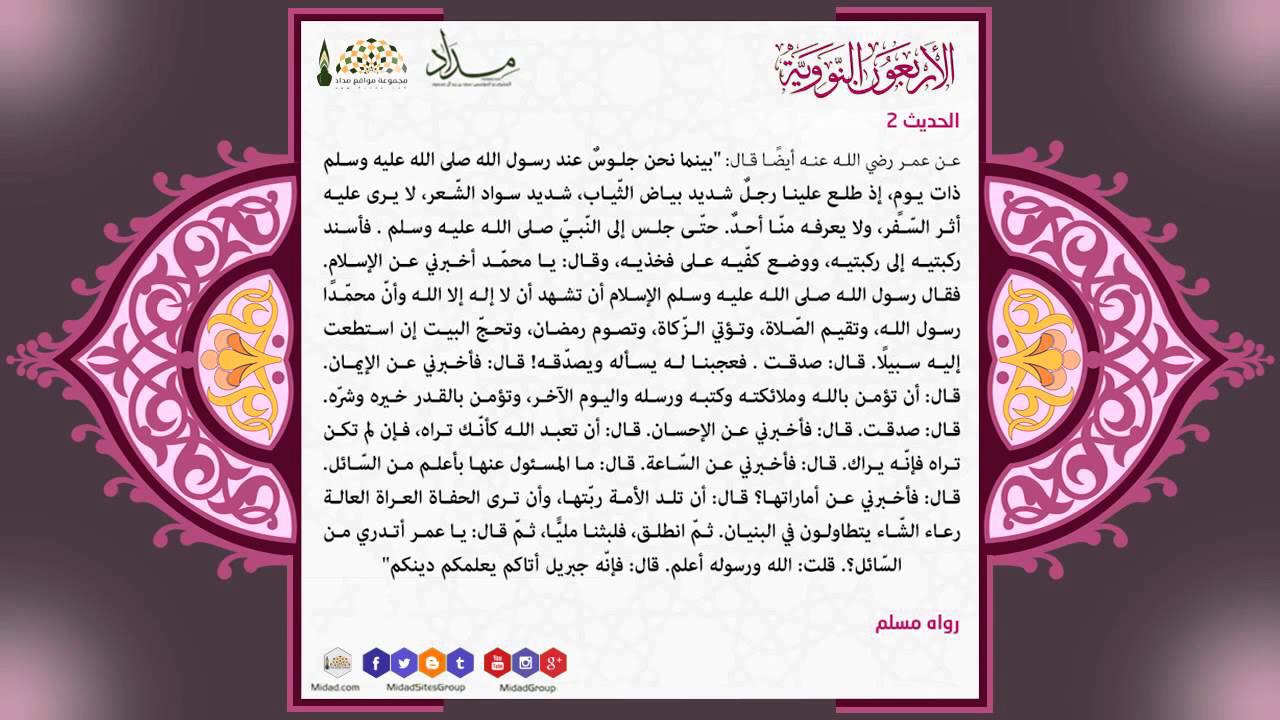 الأربعون النّوويّة
مداد
مجموعة مواقع مداد
الحديث 2
عن عمر رضي الله عنه أيضًا قال: "بينما نحن جلوسٌ عند رسول الله صلى الله عليه وسلم
ذات يوم، إذ طلع علينا رجلٌ شديد بياض الثّياب، شديد سواد الشّعر، لا يرى عليه
أثر السّفر، ولا يعرفه منّا أحدٌ. حتّى جلس إلى النّبيّ صلى الله عليه وسلم . فأسند
ركبتيه إلى ركبتيه، ووضع كفّيه على فخذيه، وقال: يا محمّد أخبرني عن الإسلام.
فقال رسول الله صلى الله عليه وسلم الإسلام أن تشهد أن لا إله إلا الله وأنّ محمّدًا
رسول الله، وتقيم الصّلاة، وتؤتي الزّكاة، وتصوم رمضان، وتحجّ البيت إن استطعت
إليه سبيلًا. قال: صدقت . فعجبنا له يسأله ويصدّقه! قال: فأخبرني عن الإيمان.
قال: أن تؤمن بالله وملائكته وكتبه ورسله واليوم الآخر، وتؤمن بالقدر خيره وشرّه.
قال: صدقت. قال: فأخبرني عن الإحسان. قال: أن تعبد الله كأنّك تراه، فإن لم تكن
تراه فإنّه يراك. قال: فأخبرني عن السّاعة. قال: ما المسئول عنها بأعلم من السّائل.
قال: فأخبرني عن أماراتها؟ قال: أن تلد الأمة ربّتها، وأن ترى الحفاة العراة العالة
رعاء الشّاء يتطاولون في البنيان. ثمّ انطلق، فلبثنا مليًّا، ثمّ قال: يا عمر أتدري من
السّائل؟. قلت: الله ورسوله أعلم. قال: فإنّه جبريل أتاكم يعلمكم دينكم"
رواه مسلم
Midad.com
MidadSitesGroup
MidadGroup